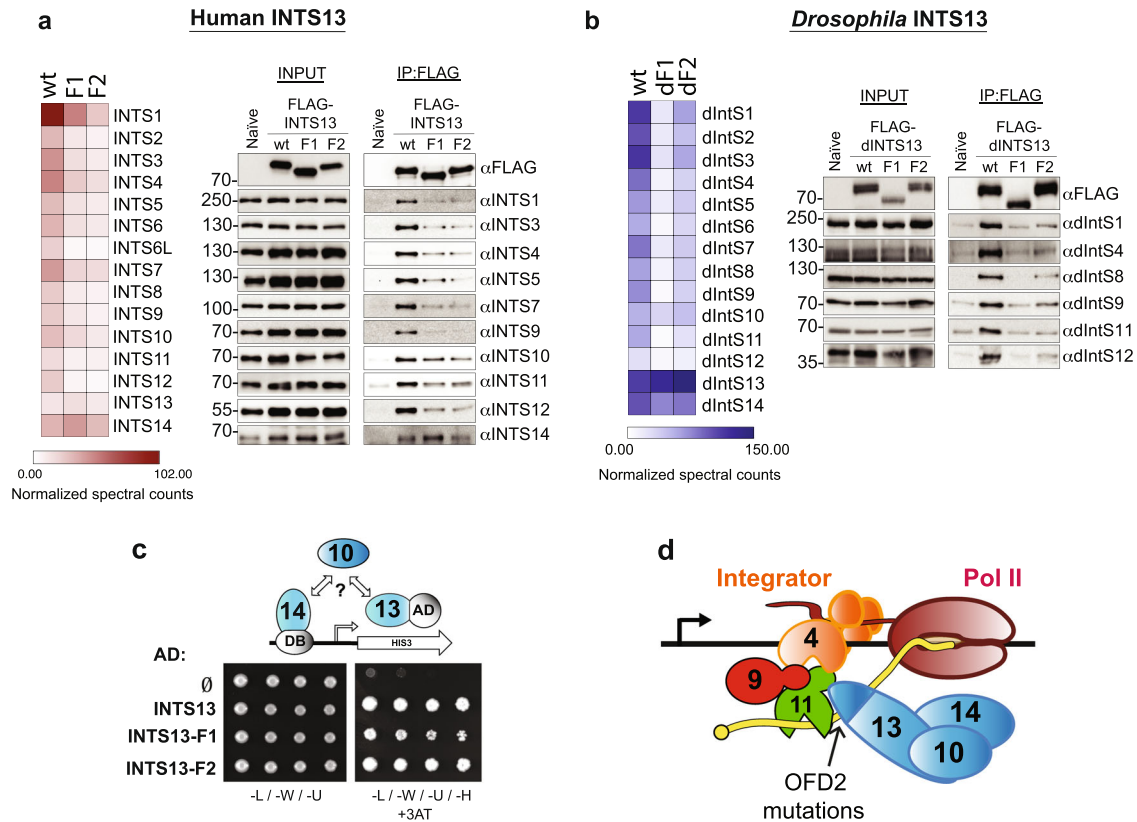 a
Human INTS13
wt F1 F2
INTS1
INTS2
INTS3
INTS4
INTS5
INTS6
INTS6L
INTS7
INTS8
INTS9
INTS10
INTS11
INTS12
INTS13
INTS14
0.00 102.00
Normalized spectral counts
INPUT IP:FLAG
Naïve FLAG-INTS13 Naïve FLAG-INTS13
wt F1 F2 wt F1 F2
70 αFLAG
250 αINTS1
130 αINTS3
130 αINTS4
130 αINTS5
100 αINTS7
70 αINTS9
70 αINTS10
70 αINTS11
55 αINTS12
70 αINTS14
b
Drosophila INTS13
wt dF1 dF2
dIntS1
dIntS2
dIntS3
dIntS4
dIntS5
dIntS6
dIntS7
dIntS8
dIntS9
dIntS10
dIntS11
dIntS12
dIntS13
dIntS14
0.00 150.00
Normalized spectral counts
INPUT IP:FLAG
Naïve FLAG-dINTS13 Naïve FLAG-dINTS13
wt F1 F2 wt F1 F2
70 αFLAG
250 αdIntS1
130 αdIntS4
130 αdIntS8
70 αdIntS9
70 αdIntS11
35 αdIntS12
c
10
?
14 13 AD
DB HIS3
AD:
Ø
INTS13
INTS13-F1
INTS13-F2
-L / -W / -U -L / -W / -U / -H
+3AT
d
Integrator Pol II
4
9
11
13 14
10
OFD2
mutations